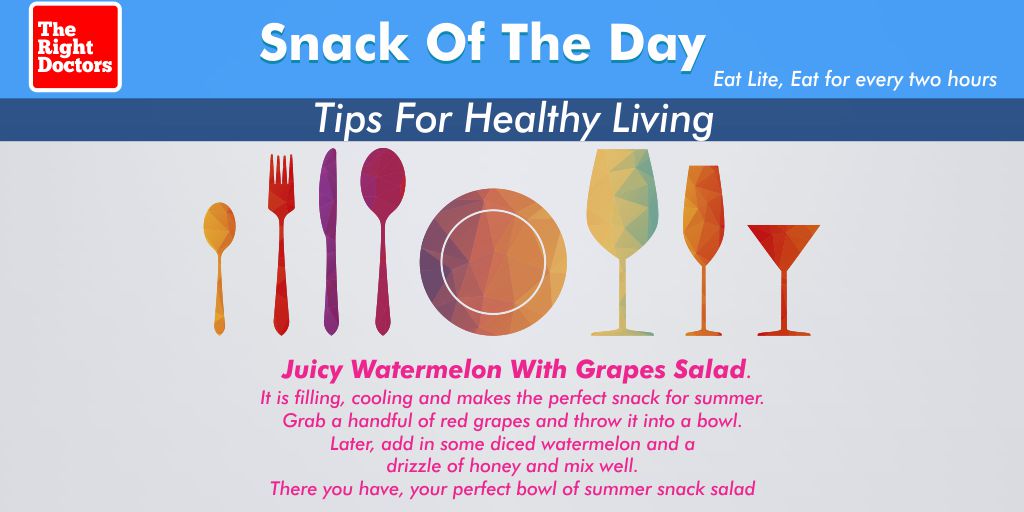 The
Right
Doctors
Snack Of The Day
Eat Lite, Eat for every two hours
Tips For Healthy Living
Juicy Watermelon With Grapes Salad.
It is filling, cooling and makes the perfect snack for summer.
Grab a handful of red grapes and throw it into a bowl.
Later, add in some diced watermelon and a
drizzle of honey and mix well.
There you have, your perfect bowl of summer snack salad